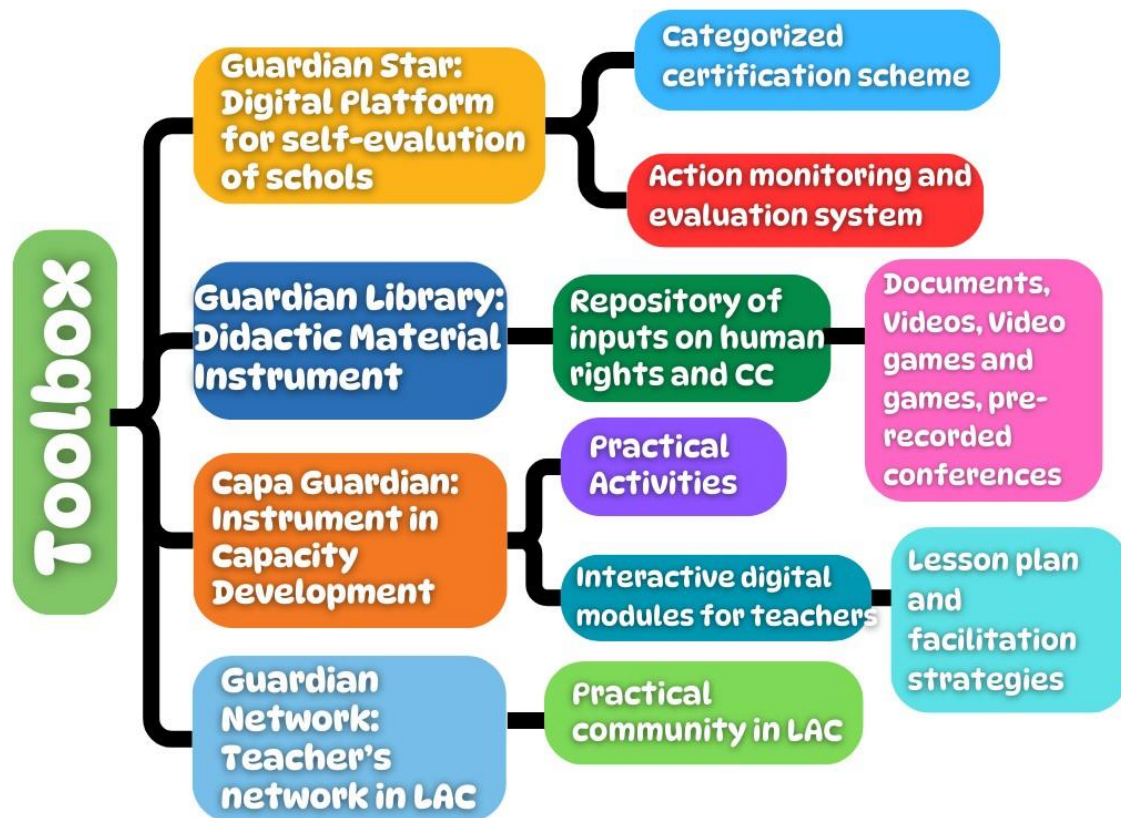 Toolbox
Guardian Star:
Digital Platform
for self-evalution
of schols
Categorized
certification scheme
Action monitoring and
evaluation system
Guardian Library:
Didactic Material
Instrument
Repository of
inputs on human
rights and CC
Documents,
Videos, Video
games and
games, pre-
recorded
conferences
Capa Guardian:
Instrument in
Capacity
Development
Practical
Activities
Interactive digital
modules for teachers
Lesson plan
and
facilitation
strategies
Guardian
Network:
Teacher's
network in LAC
Practical
community in LAC